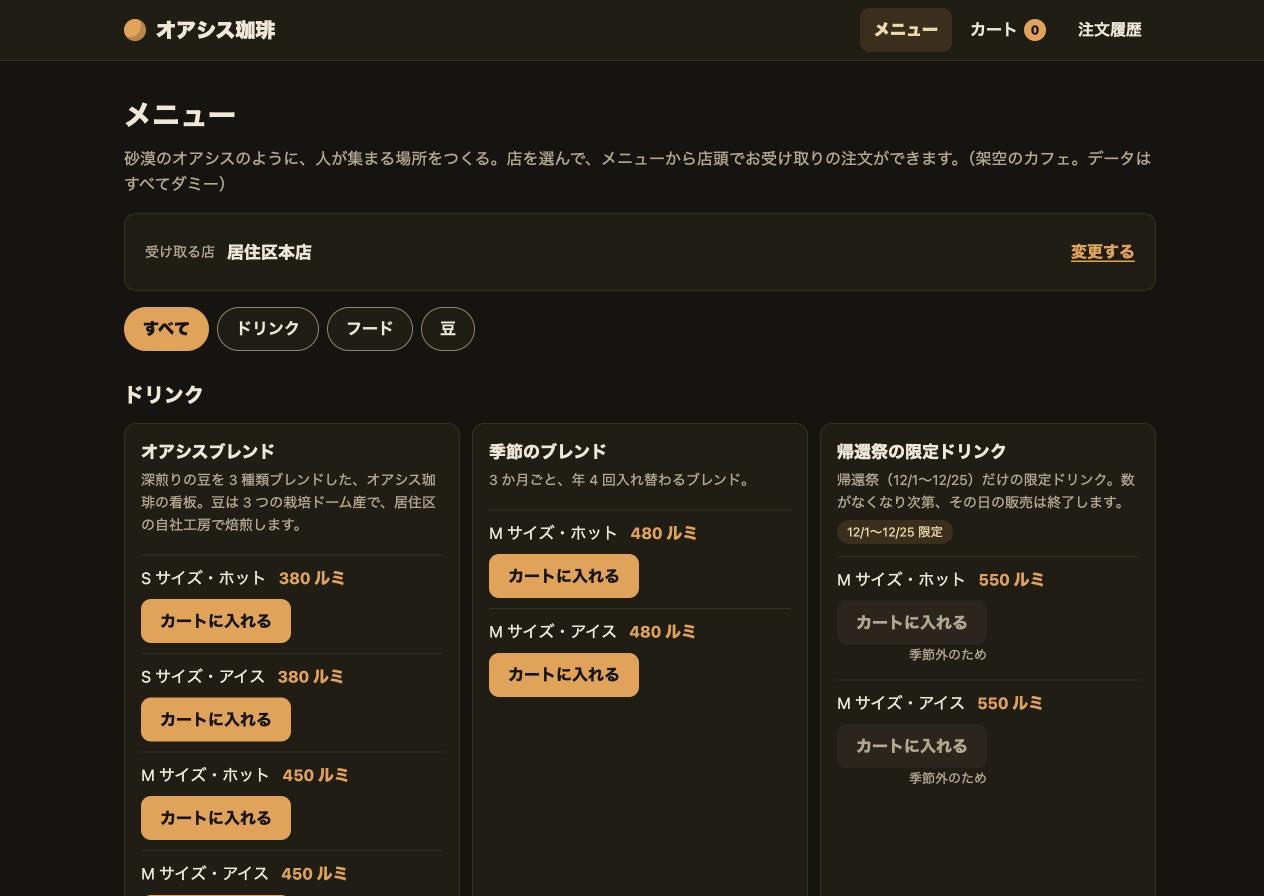 オアシス珈琲
メニュー
カート 0
注文履歴
メニュー
砂漠のオアシスのように、人が集まる場所をつくる。店を選んで、メニューから店頭でお受け取りの注文ができます。（架空のカフェ。データは
すべてダミー）
受け取る店 居住区本店
変更する
すべて
ドリンク
フード
豆
ドリンク
オアシスブレンド
深煎りの豆を 3 種類ブレンドした、オアシス珈
琲の看板。豆は 3 つの栽培ドーム産で、居住区
の自社工房で焙煎します。
S サイズ・ホット 380 ルミ
カートに入れる
S サイズ・アイス 380 ルミ
カートに入れる
M サイズ・ホット 450 ルミ
カートに入れる
M サイズ・アイス 450 ルミ
季節のブレンド
3 か月ごと、年 4 回入れ替わるブレンド。
M サイズ・ホット 480 ルミ
カートに入れる
M サイズ・アイス 480 ルミ
カートに入れる
帰還祭の限定ドリンク
帰還祭（12/1〜12/25）だけの限定ドリンク。数
がなくなり次第、その日の販売は終了します。
12/1〜12/25 限定
M サイズ・ホット 550 ルミ
カートに入れる
季節外のため
M サイズ・アイス 550 ルミ
カートに入れる
季節外のため